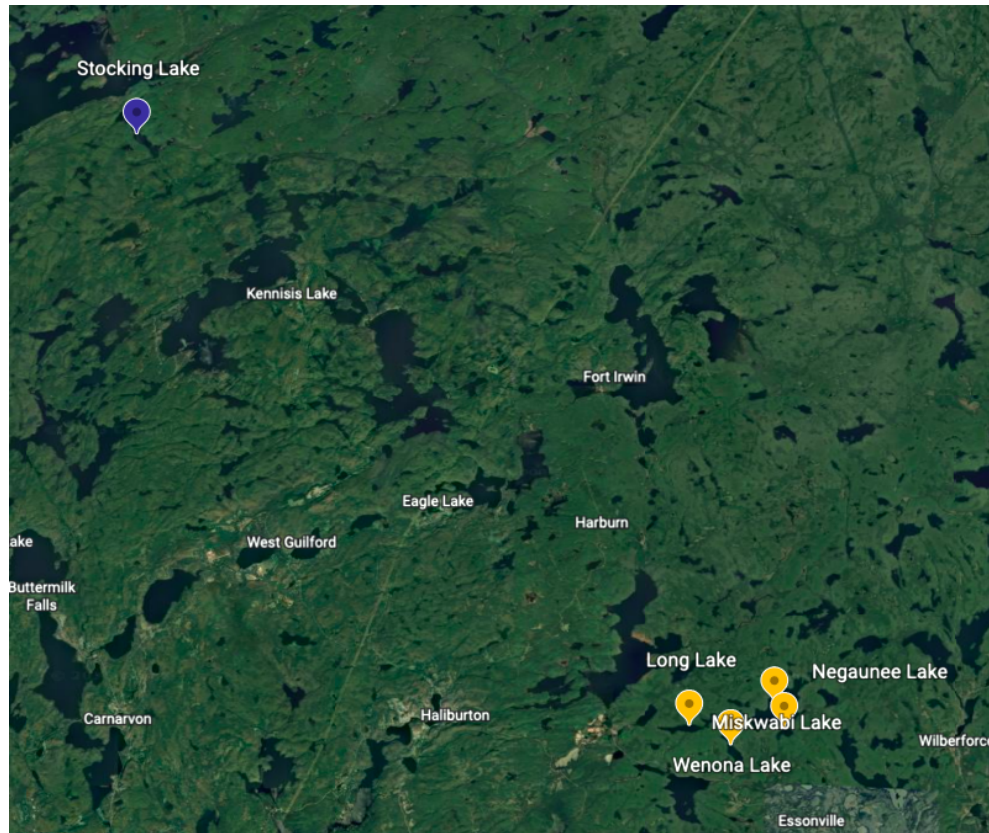 Stocking Lake
Kennisis Lake
Fort Irwin
Eagle Lake
Harburn
ake
West Guilford
Buttermilk
Falls
Long Lake
Negaunee Lake
Carnarvon
Haliburton
Miskwabi Lake
Wilberforc
Wenona Lake
Essonville